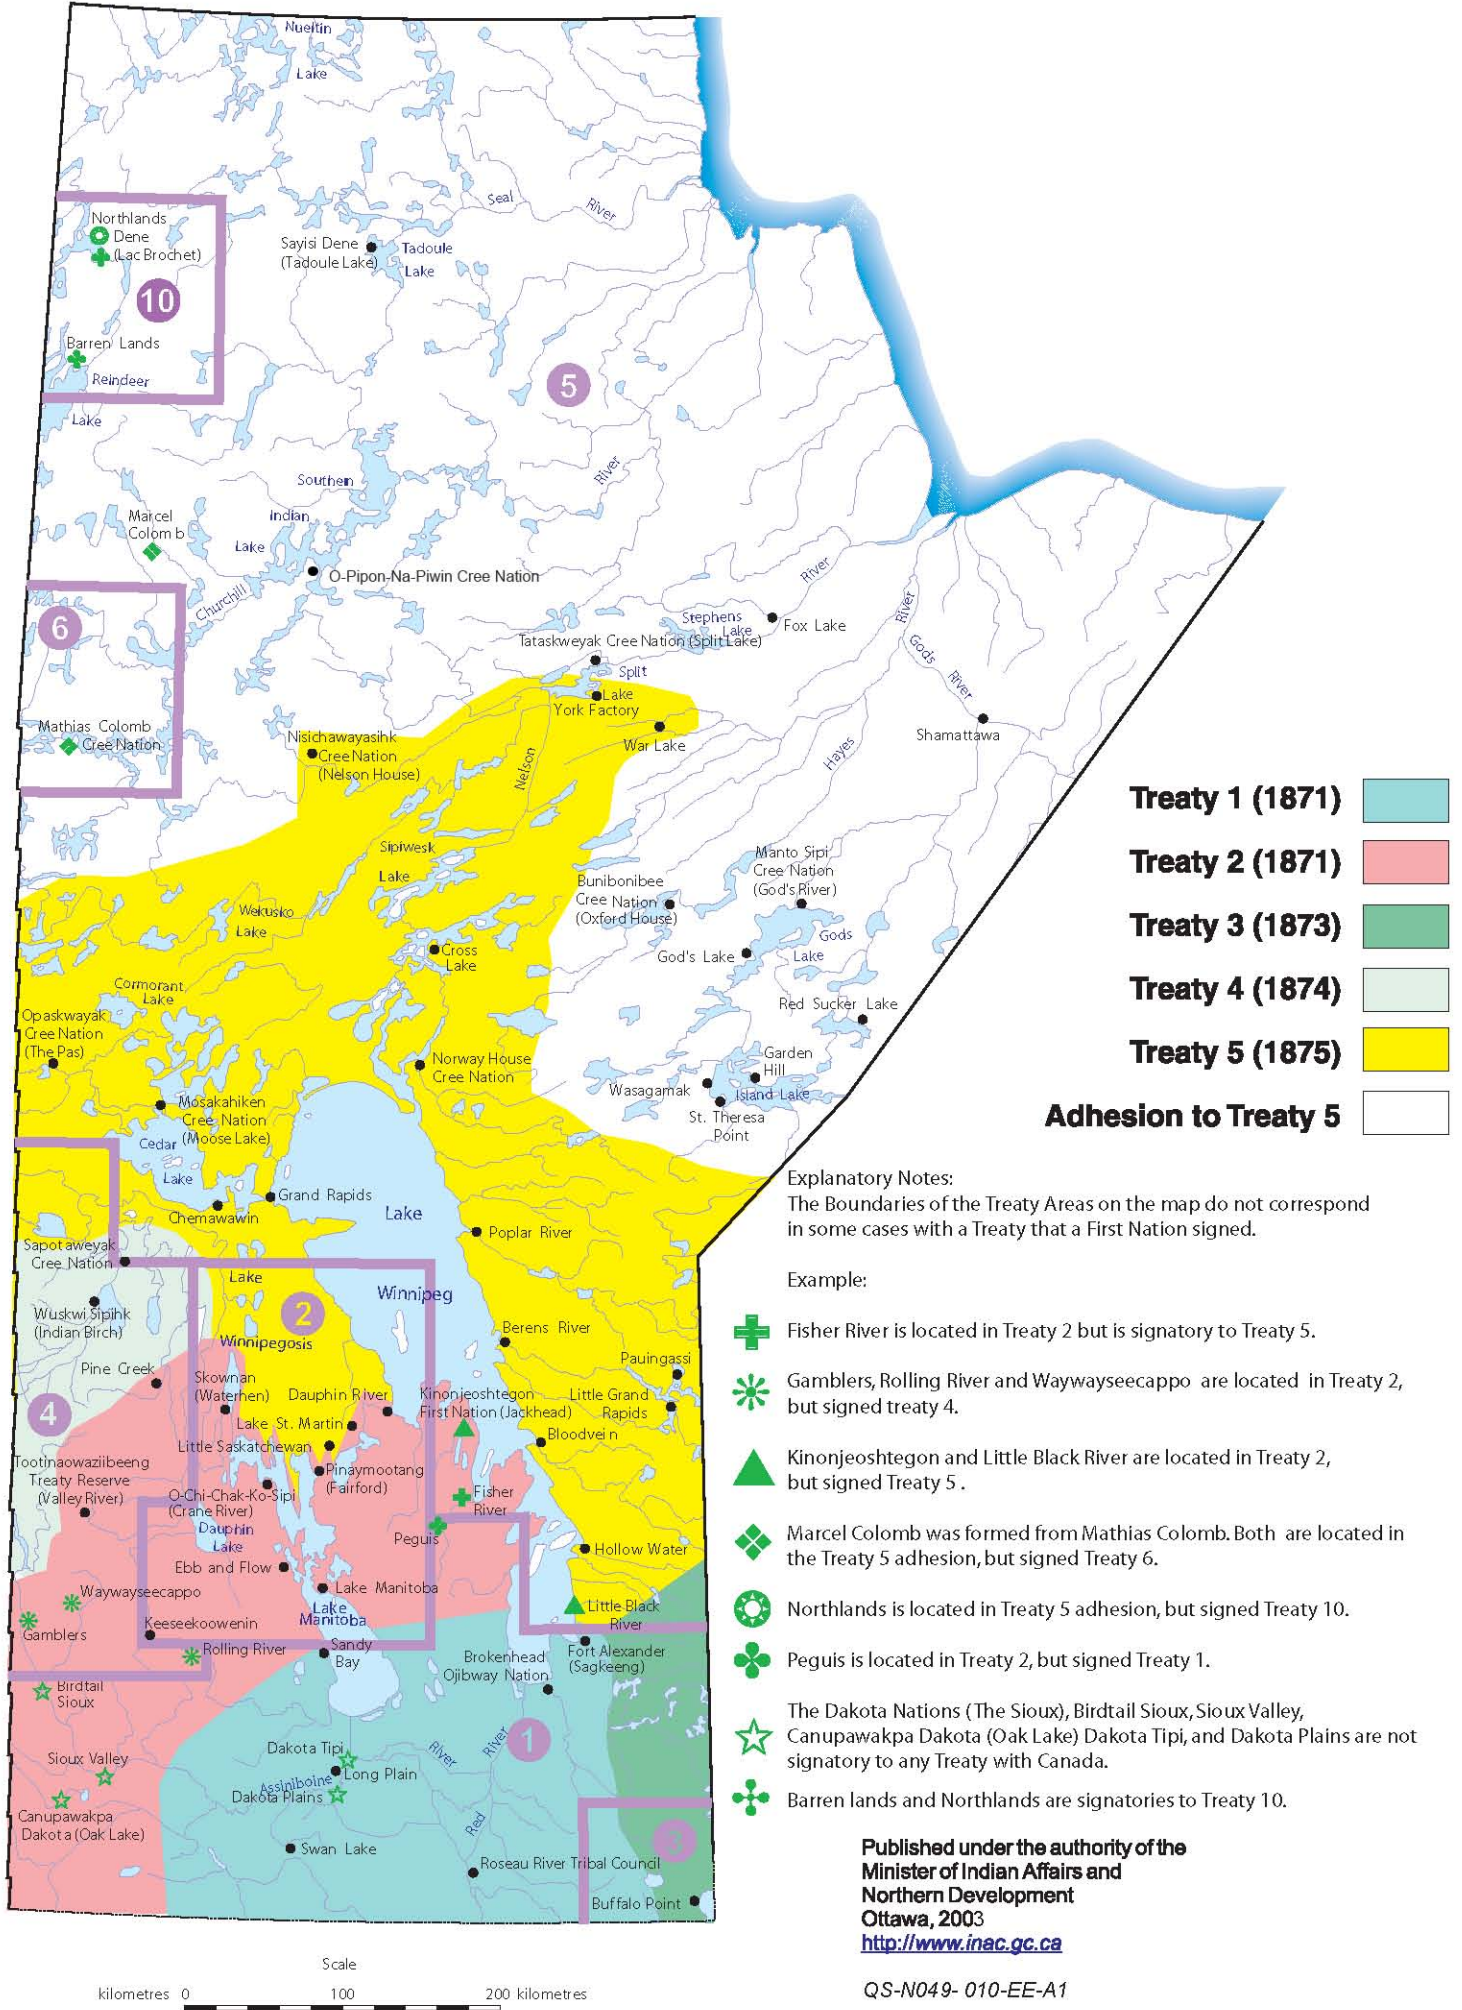 Nueltin
Lake
Seal
River
Northlands
Dene
(Lac Brochet)
Sayisi Dene
(Tadoule Lake)
Tadoule
Lake
10
Barren Lands
Reindeer
Lake
5
Southern
Indian
Lake
River
Marcel
Colom b
O-Pipon-Na-Piwin Cree Nation
Churchill
River
6
Stephens
Lake
Fox Lake
River
Gods
River
Tataskweyak Cree Nation (Split Lake)
Split
Lake
York Factory
War Lake
Shamattawa
Mathias Colomb
Cree Nation
Nisichawayasihk
Cree Nation
(Nelson House)
Nelson
Hayes
Treaty 1 (1871)
Treaty 2 (1871)
Treaty 3 (1873)
Treaty 4 (1874)
Treaty 5 (1875)
Adhesion to Treaty 5
Sipiwesk
Lake
Manto Sipi
Cree Nation
(God's River)
Bunibonibee
Cree Nation
(Oxford House)
Wekusko
Lake
Gods
Lake
God's Lake
Cross
Lake
Cormorant
Lake
Red Sucker Lake
Opaskwayak
Cree Nation
(The Pas)
Norway House
Cree Nation
Garden
Hill
Wasagamak
Island Lake
St. Theresa
Point
Mosakahiken
Cree Nation
(Moose Lake)
Cedar
Lake
Grand Rapids
Chemawawin
Lake
Winnipeg
Poplar River
Sapotaweyak
Cree Nation
Lake
Winnipegosis
2
Wuskwi Sipihk
(Indian Birch)
Berens River
Pauingassi
Pine Creek
Skownan
(Waterhen)
Dauphin River
Kinonjeoshtegon
First Nation (Jackhead)
Little Grand
Rapids
4
Lake St. Martin
Little Saskatchewan
Bloodvein
Pinaymootang
(Fairford)
Tootinaowaziibeeng
Treaty Reserve
(Valley River)
O-Chi-Chak-Ko-Sipi
(Crane River)
Fisher
River
Dauphin
Lake
Peguis
Ebb and Flow
Hollow Water
Lake Manitoba
Lake
Manitoba
Waywayseecappo
Gamblers
Keeseekoowenin
Little Black
River
Rolling River
Sandy
Bay
Brokenhead
Ojibway Nation
Fort Alexander
(Sagkeeng)
Birdtail
Sioux
1
Sioux Valley
Dakota Tipi
River
River
Long Plain
Assiniboine
Dakota Plains
Canupawakpa
Dakota (Oak Lake)
Red
Swan Lake
3
Roseau River Tribal Council
Buffalo Point
Explanatory Notes:
The Boundaries of the Treaty Areas on the map do not correspond
in some cases with a Treaty that a First Nation signed.
Example:
Fisher River is located in Treaty 2 but is signatory to Treaty 5.
Gamblers, Rolling River and Waywayseecappo are located in Treaty 2,
but signed treaty 4.
Kinonjeoshtegon and Little Black River are located in Treaty 2,
but signed Treaty 5 .
Marcel Colomb was formed from Mathias Colomb. Both are located in
the Treaty 5 adhesion, but signed Treaty 6.
Northlands is located in Treaty 5 adhesion, but signed Treaty 10.
Peguis is located in Treaty 2, but signed Treaty 1.
The Dakota Nations (The Sioux), Birdtail Sioux, Sioux Valley,
Canupawakpa Dakota (Oak Lake) Dakota Tipi, and Dakota Plains are not
signatory to any Treaty with Canada.
Barren lands and Northlands are signatories to Treaty 10.
Published under the authority of the
Minister of Indian Affairs and
Northern Development
Ottawa, 2003
http://www.inac.gc.ca
QS-N049- 010-EE-A1
Scale
kilometres 0 100 200 kilometres